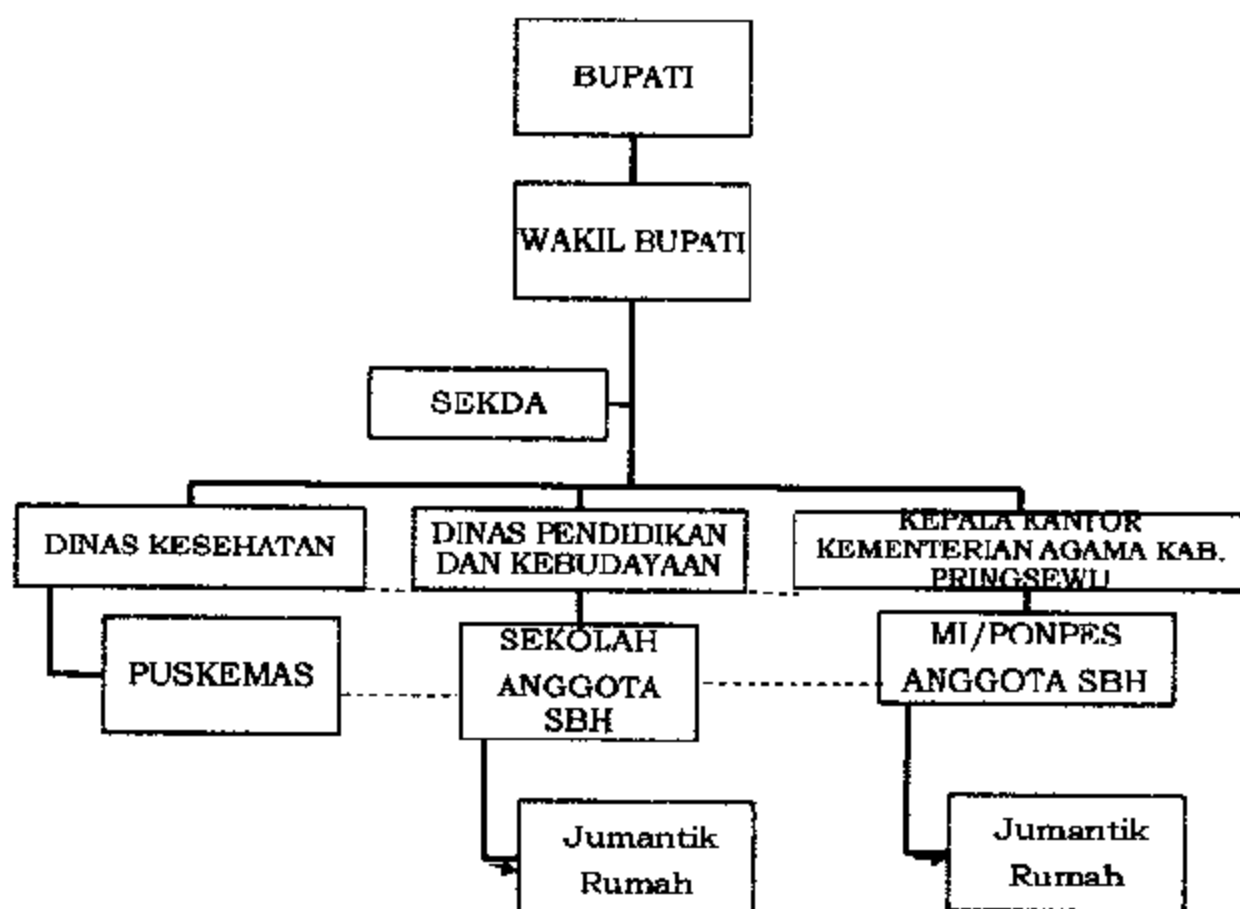 BUPATI
WAKIL BUPATI
SEKDA
DINAS KESEHATAN
DINAS PENDIDIKAN
DAN KEBUDAYAAN
KEPALA KANTOR
KEMENTERIAN AGAMA KAB.
PRINGSEWU
PUSKEMAS
SEKOLAH
ANGGOTA
SBH
MI/PONPES
ANGGOTA SBH
Jumantik
Rumah
Jumantik
Rumah